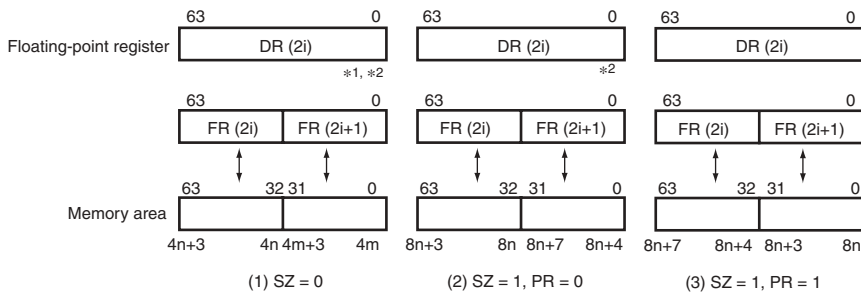 63 0 63 0 63 0
Floating-point register DR (2i) DR (2i) DR (2i)
*1, *2 *2
63 0 63 0 63 0
FR (2i) FR (2i+1) FR (2i) FR (2i+1) FR (2i) FR (2i+1)
63 32 31 0 63 32 31 0 63 32 31 0
Memory area
4n+3 4n 4m+3 4m 8n+3 8n 8n+7 8n+4 8n+7 8n+4 8n+3 8n
(1) SZ = 0 (2) SZ = 1, PR = 0 (3) SZ = 1, PR = 1